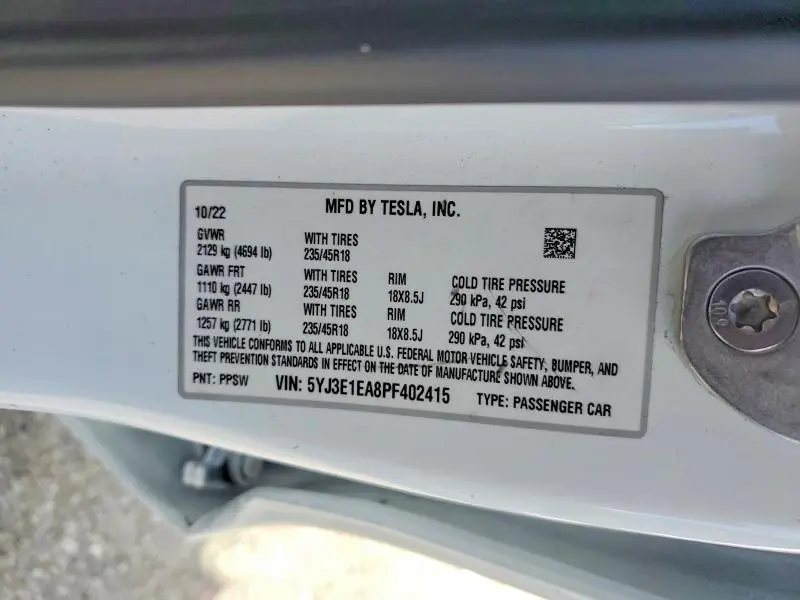 10/22 MFD BY TESLA, INC.
GVWR WITH TIRES
2129 kg (4694 lb) 235/45R18
GAWR FRT WITH TIRES RIM COLD TIRE PRESSURE
1110 kg (2447 lb) 235/45R18 18X8.5J 290 kPa, 42 psi
GAWR RR WITH TIRES RIM COLD TIRE PRESSURE
1257 kg (2771 lb) 235/45R18 18X8.5J 290 kPa, 42 psi
THIS VEHICLE CONFORMS TO ALL APPLICABLE U.S. FEDERAL MOTOR VEHICLE SAFETY, BUMPER, AND
THEFT PREVENTION STANDARDS IN EFFECT ON THE DATE OF MANUFACTURE SHOWN ABOVE.
PNT: PPSW VIN: 5YJ3E1EA8PF402415 TYPE: PASSENGER CAR
10.9